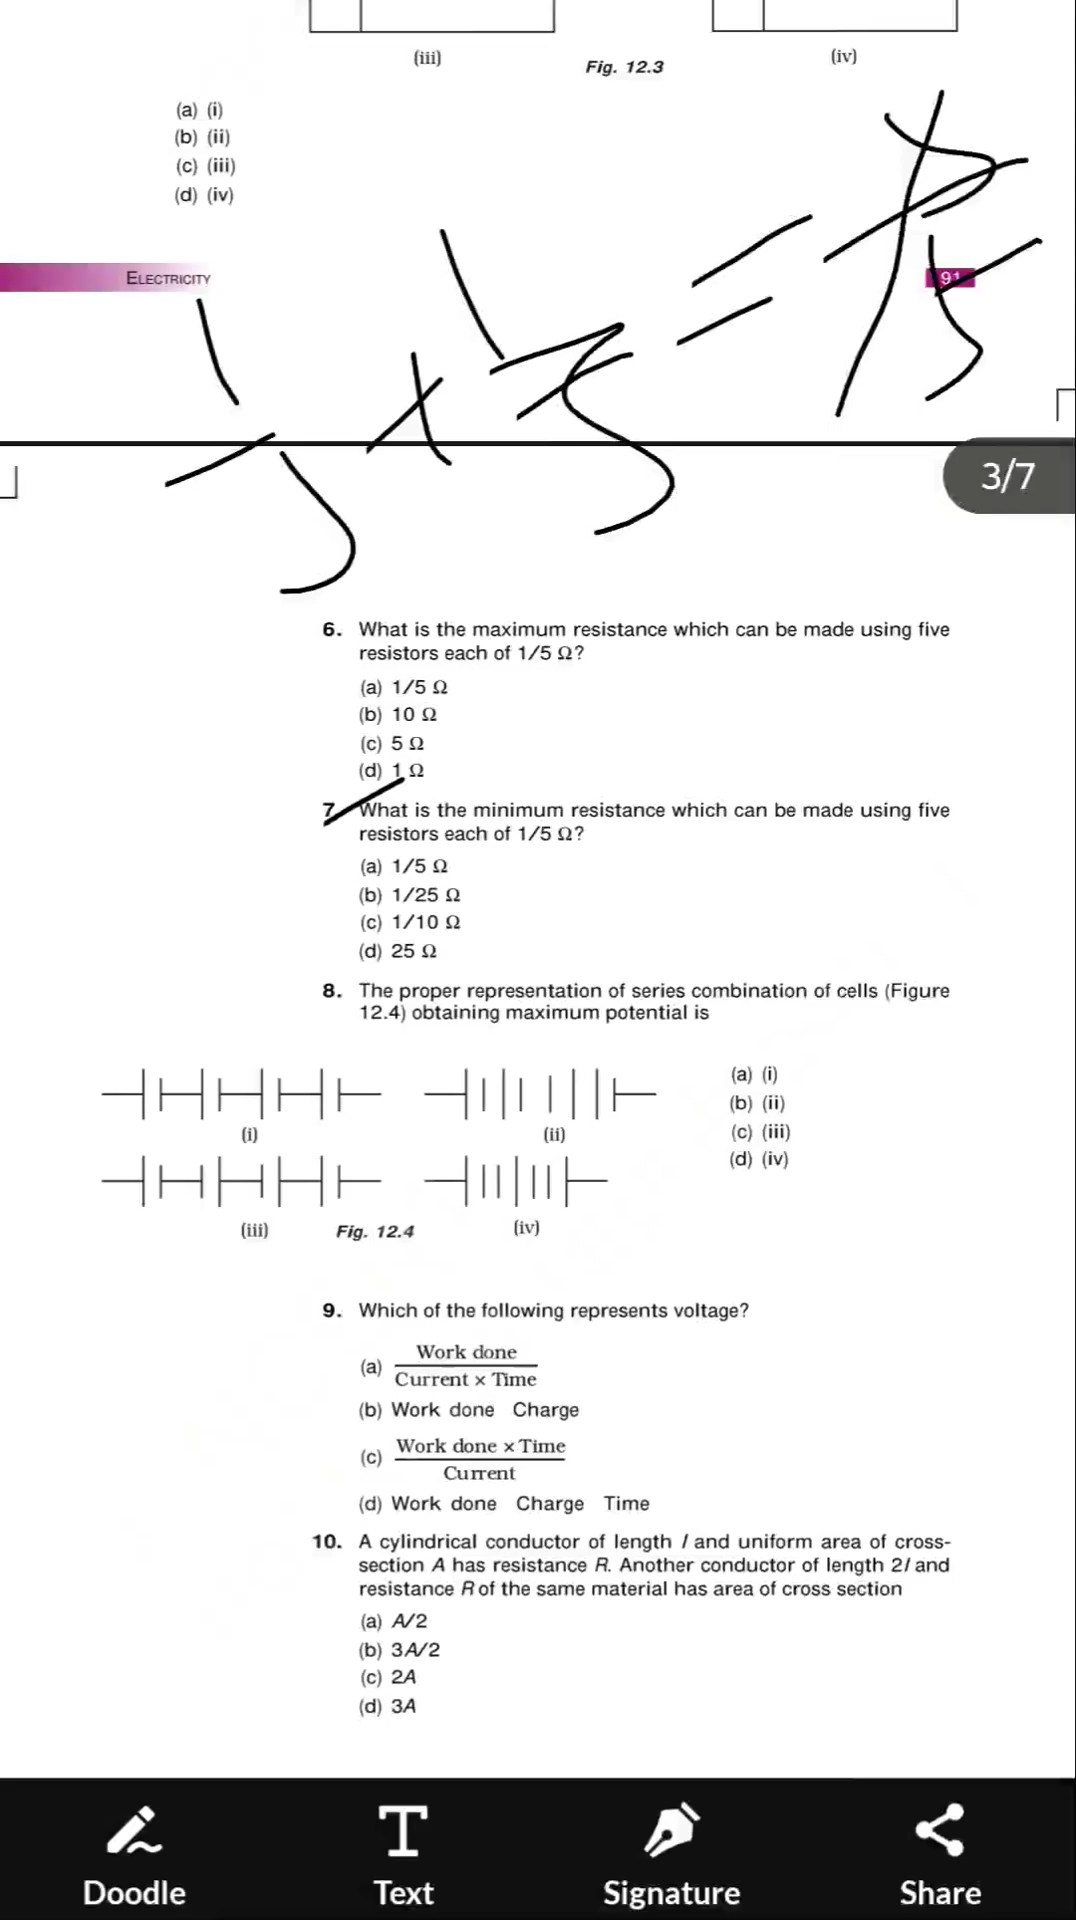 (iii)
Fig. 12.3
(iv)
(a) (i)
(b) (ii)
(c) (iii)
(d) (iv)
ELECTRICITY
91
3/7
6. What is the maximum resistance which can be made using five
resistors each of 1/5 Ω?
(a) 1/5 Ω
(b) 10 Ω
(c) 5 Ω
(d) 1 Ω
7. What is the minimum resistance which can be made using five
resistors each of 1/5 Ω?
(a) 1/5 Ω
(b) 1/25 Ω
(c) 1/10 Ω
(d) 25 Ω
8. The proper representation of series combination of cells (Figure
12.4) obtaining maximum potential is
(a) (i)
(b) (ii)
(c) (iii)
(d) (iv)
(i)
(ii)
(iii)
Fig. 12.4
(iv)
9. Which of the following represents voltage?
(a) Work done
Current × Time
(b) Work done Charge
(c) Work done × Time
Current
(d) Work done Charge Time
10. A cylindrical conductor of length l and uniform area of cross-
section A has resistance R. Another conductor of length 2l and
resistance R of the same material has area of cross section
(a) A/2
(b) 3A/2
(c) 2A
(d) 3A
Doodle
Text
Signature
Share